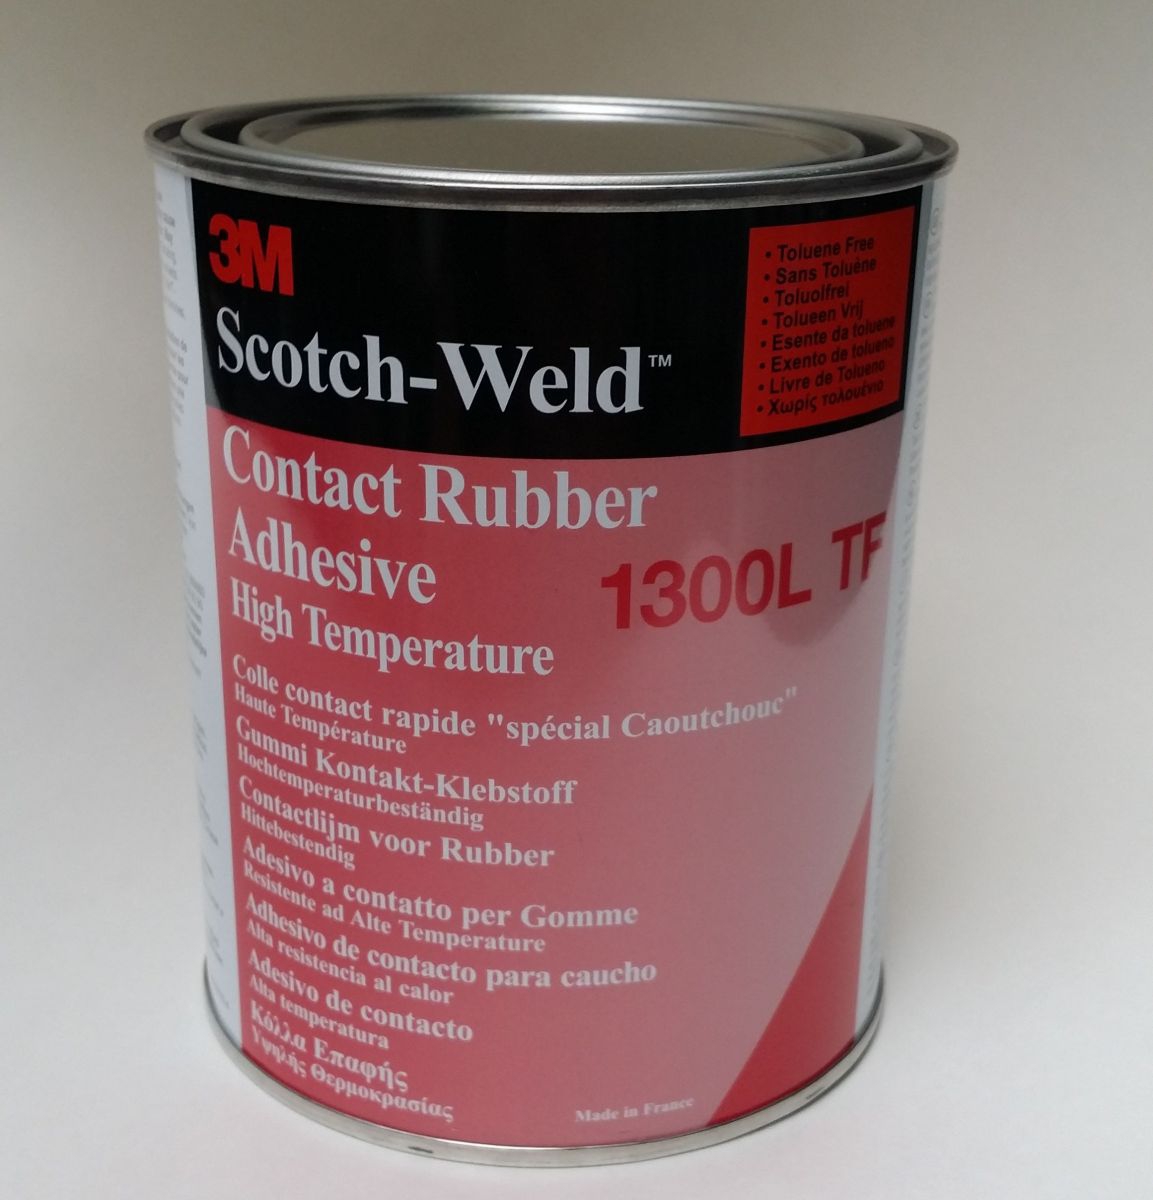 3M
Scotch-Weld™
• Toluene Free
• Sans Toluène
• Toluolfrei
• Tolueen Vrij
• Esente da toluene
• Exento de tolueno
• Livre de Tolueno
• Χωρίς τολουένιο
Contact Rubber
Adhesive
High Temperature
1300L TF
Colle contact rapide "spécial Caoutchouc"
Haute Température
Gummi Kontakt-Klebstoff
Hochtemperaturbeständig
Contactlijm voor Rubber
Hittebestendig
Adesivo a contatto per Gomme
Resistente ad Alte Temperature
Adhesivo de contacto para caucho
Alta resistencia al calor
Adesivo de contacto
Alta temperatura
Κόλλα Επαφής
Υψηλής Θερμοκρασίας
Made in France